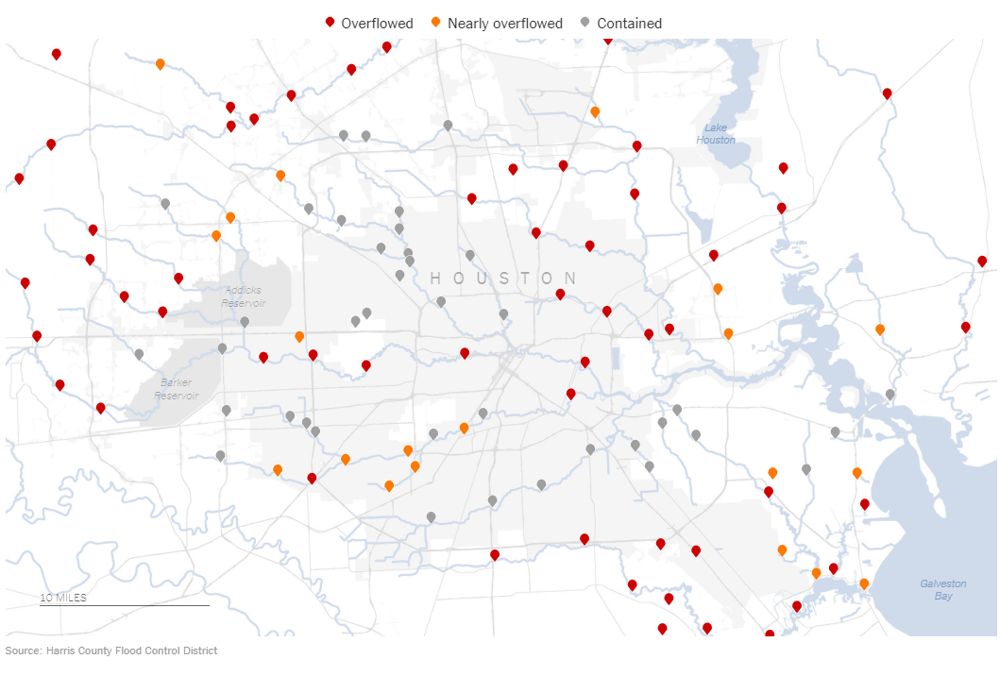 Overflowed Nearly overflowed Contained
Lake
Houston
HOUSTON
Addicks
Reservoir
Barker
Reservoir
10 MILES
Galveston
Bay
Source: Harris County Flood Control District